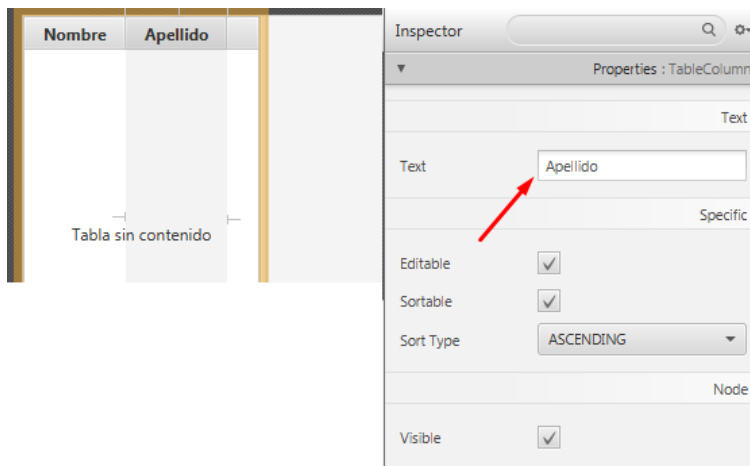 Nombre Apellido
Tabla sin contenido
Inspector
Properties : TableColumn
Text
Text Apellido
Specific
Editable
Sortable
Sort Type ASCENDING
Node
Visible